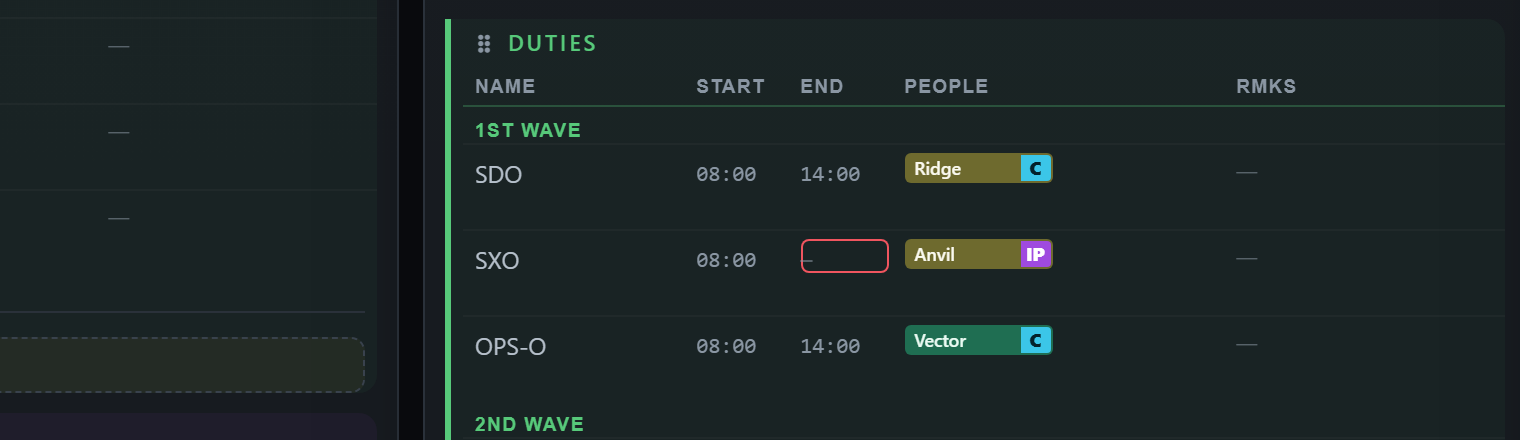 —
—
—
DUTIES
NAME START END PEOPLE RMKS
1ST WAVE
SDO 08:00 14:00 Ridge C —
SXO 08:00 — Anvil IP —
OPS-O 08:00 14:00 Vector C —
2ND WAVE